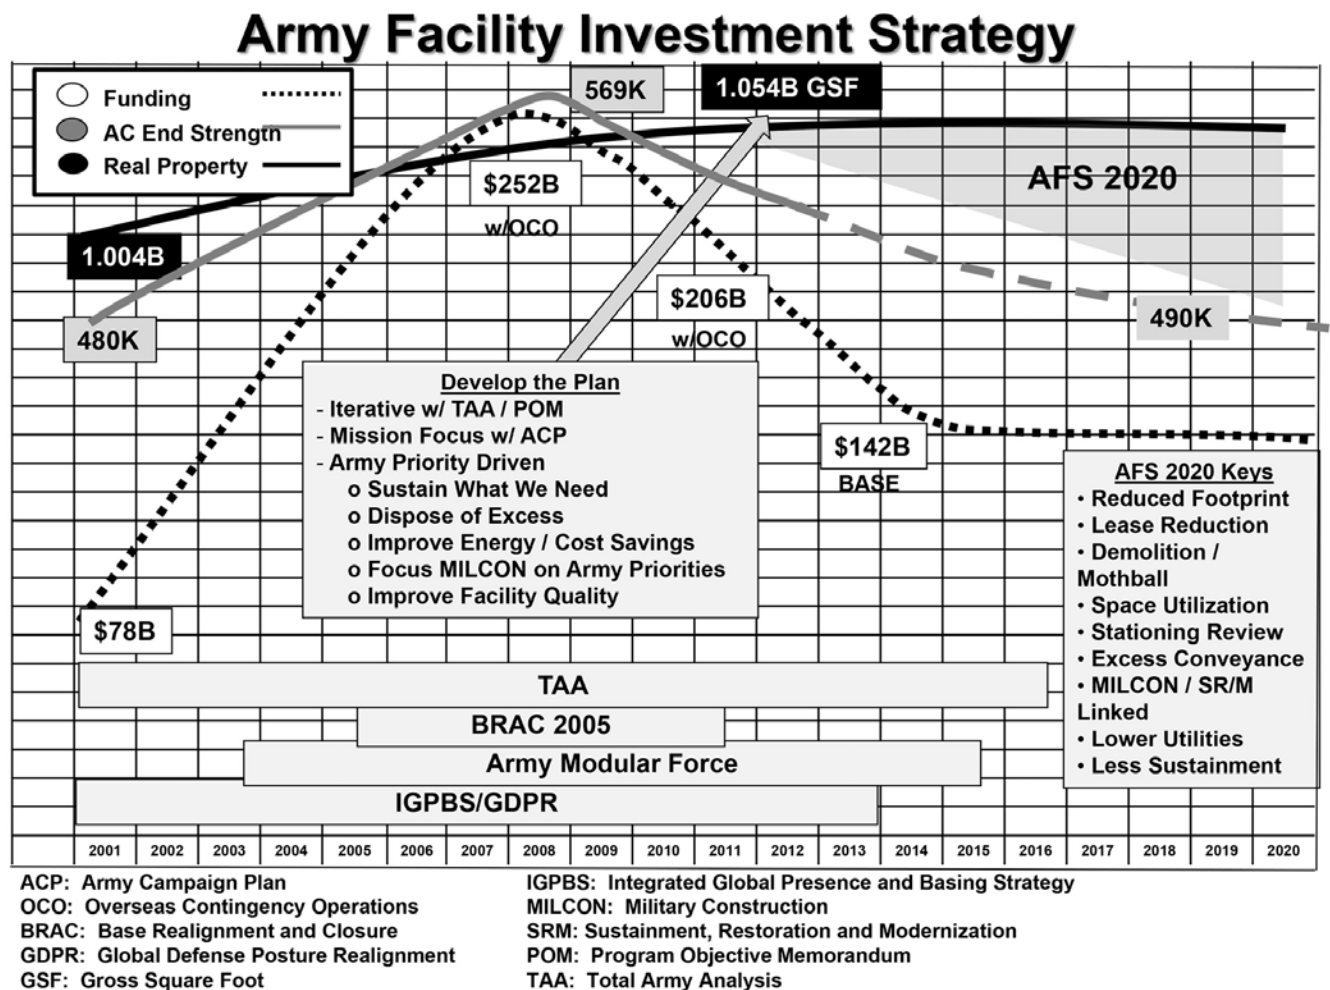 Army Facility Investment Strategy
Funding
AC End Strength
Real Property
569K
1.054B GSF
$252B
w/OCO
AFS 2020
1.004B
480K
$206B
w/OCO
490K
Develop the Plan
- Iterative w/ TAA / POM
- Mission Focus w/ ACP
- Army Priority Driven
o Sustain What We Need
o Dispose of Excess
o Improve Energy / Cost Savings
o Focus MILCON on Army Priorities
o Improve Facility Quality
$142B
BASE
AFS 2020 Keys
• Reduced Footprint
• Lease Reduction
• Demolition /
Mothball
• Space Utilization
• Stationing Review
• Excess Conveyance
• MILCON / SR/M
Linked
• Lower Utilities
• Less Sustainment
$78B
TAA
BRAC 2005
Army Modular Force
IGPBS/GDPR
2001 2002 2003 2004 2005 2006 2007 2008 2009 2010 2011 2012 2013 2014 2015 2016 2017 2018 2019 2020
ACP: Army Campaign Plan
OCO: Overseas Contingency Operations
BRAC: Base Realignment and Closure
GDPR: Global Defense Posture Realignment
GSF: Gross Square Foot
IGPBS: Integrated Global Presence and Basing Strategy
MILCON: Military Construction
SRM: Sustainment, Restoration and Modernization
POM: Program Objective Memorandum
TAA: Total Army Analysis